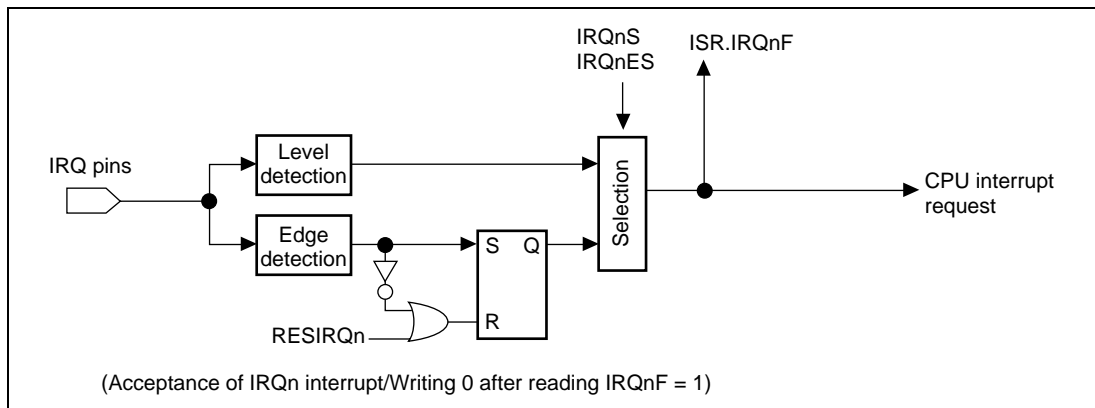 IRQnS
IRQnES
ISR.IRQnF
IRQ pins
Level
detection
Edge
detection
S Q
R
RESIRQn
Selection
CPU interrupt
request
(Acceptance of IRQn interrupt/Writing 0 after reading IRQnF = 1)